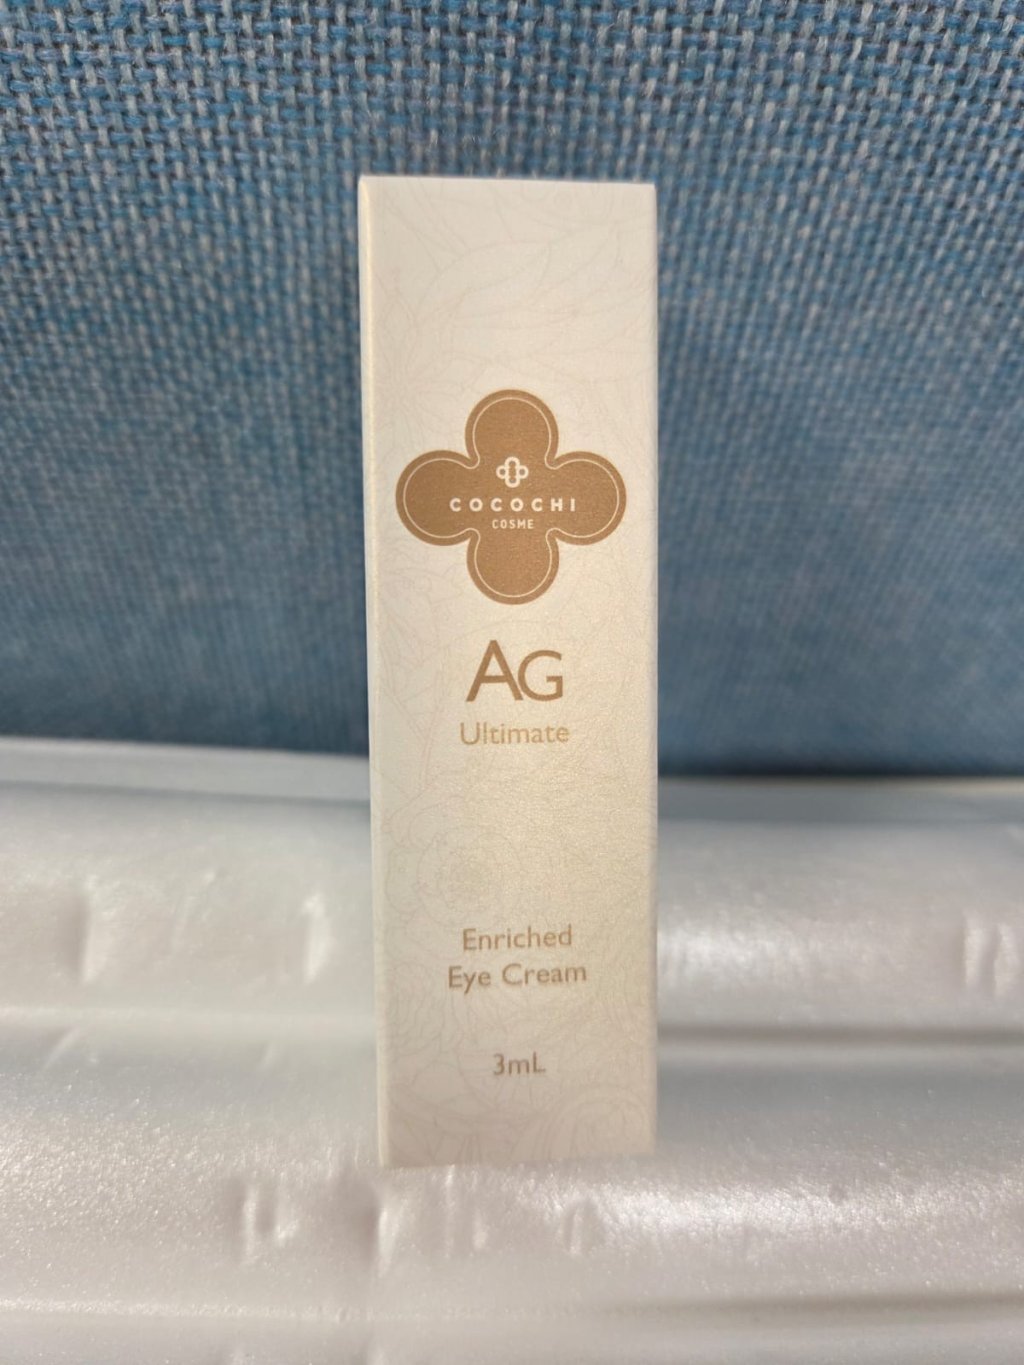 COCOCHI
COSME
AG
Ultimate
Enriched
Eye Cream
3mL